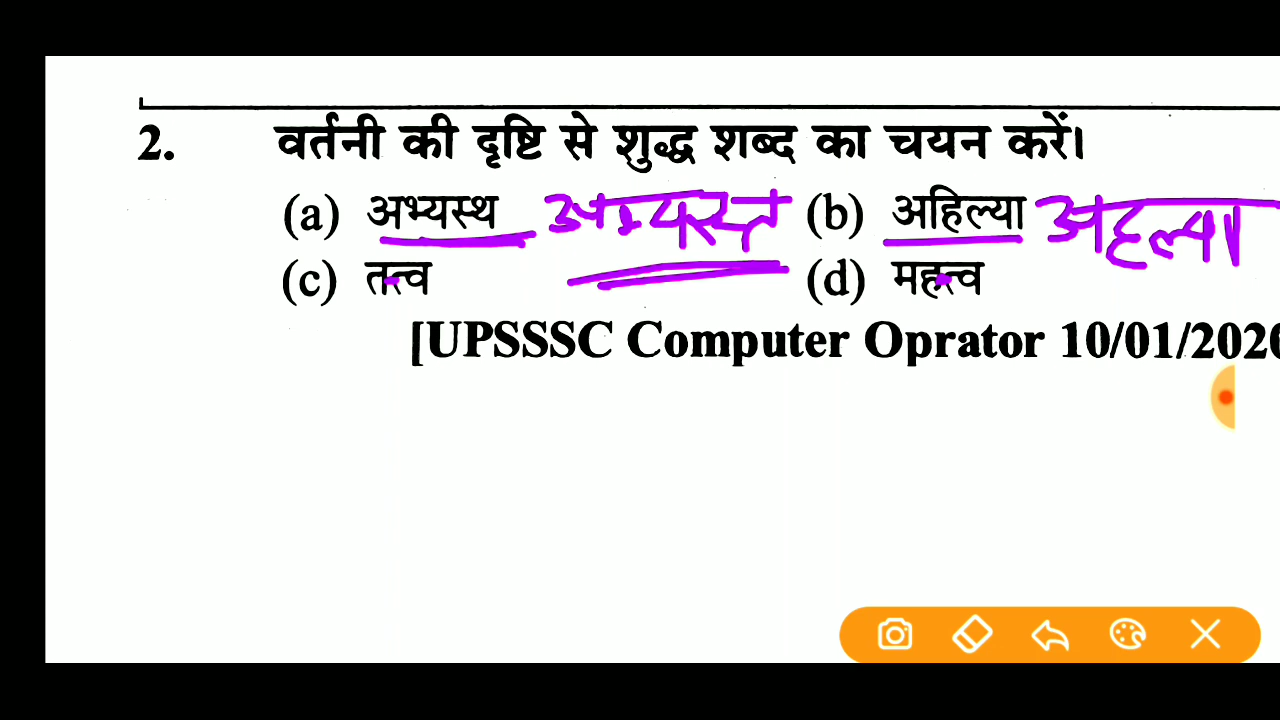 2. वर्तनी की दृष्टि से शुद्ध शब्द का चयन करें।
(a) अभ्यस्थ अभ्यस्त (b) अहिल्या अहल्या
(c) तत्त्व (d) महत्त्व
[UPSSSC Computer Oprator 10/01/2020